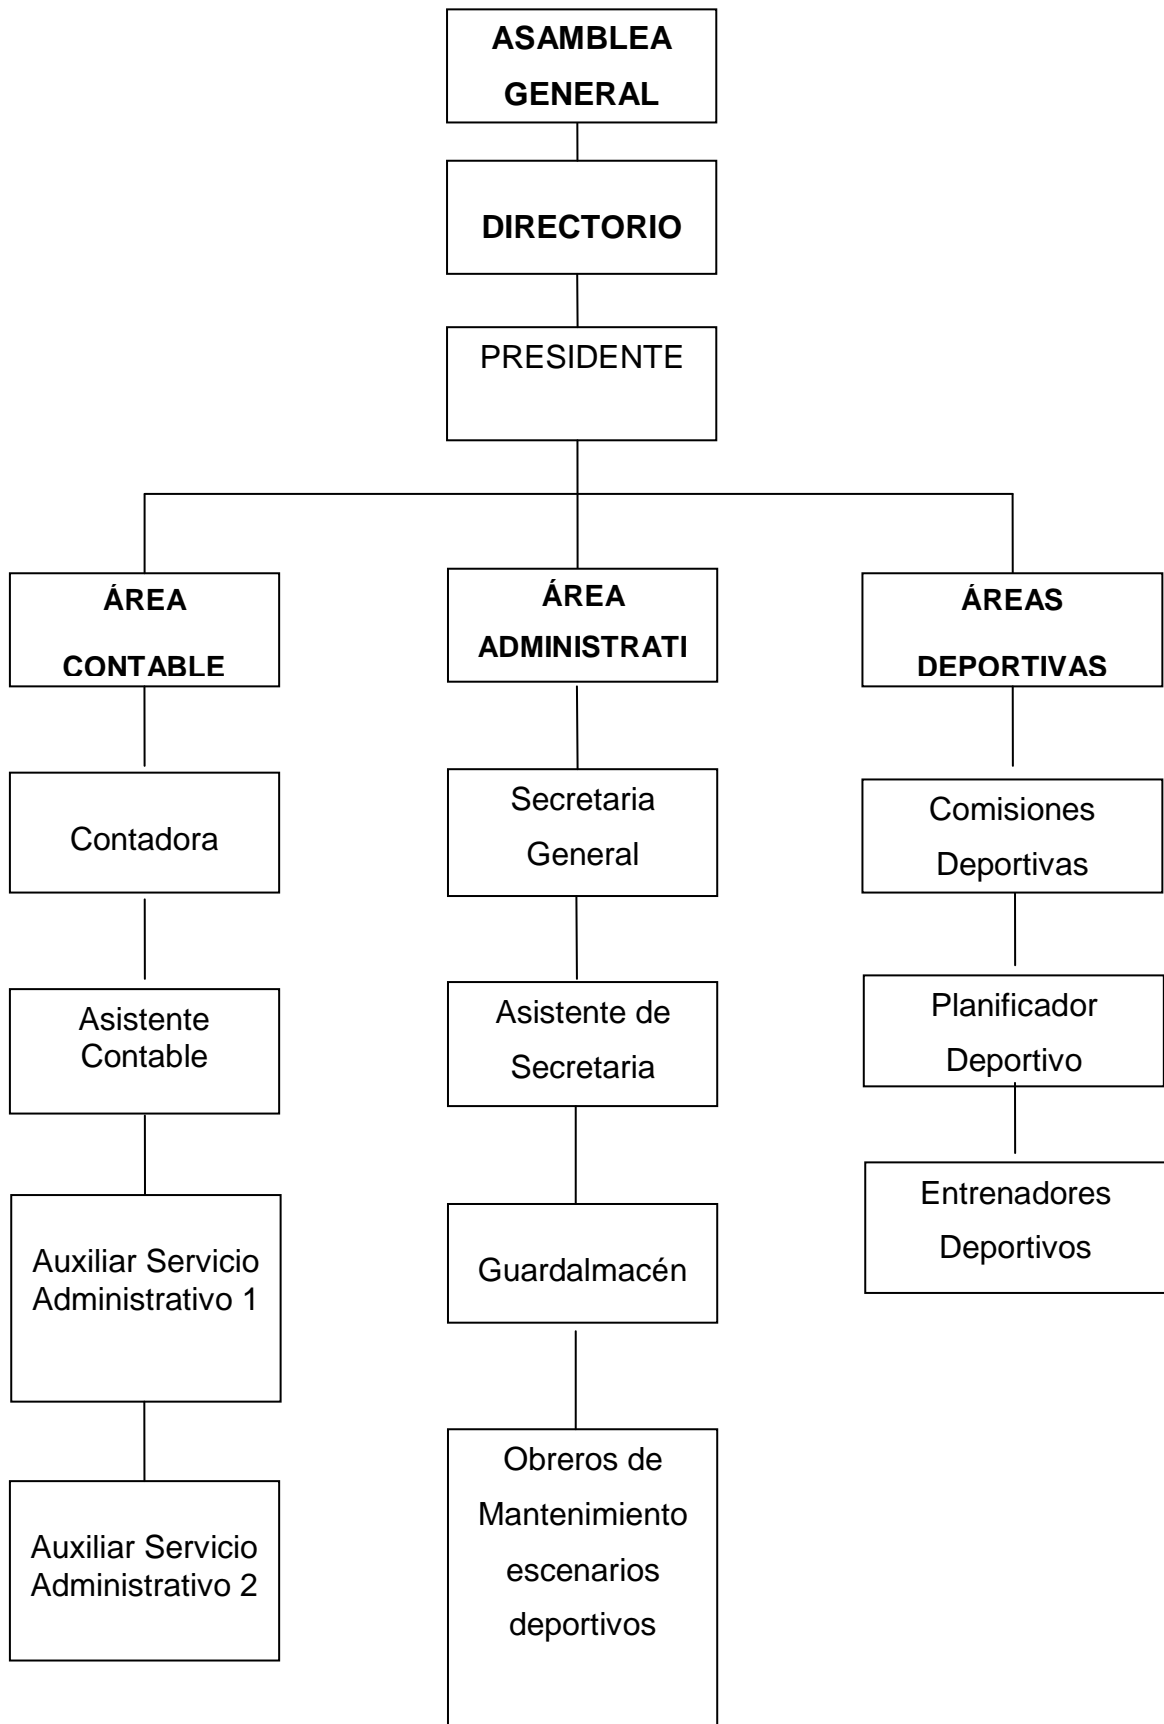 ASAMBLEA
GENERAL
DIRECTORIO
PRESIDENTE
ÁREA
CONTABLE
ÁREA
ADMINISTRATI
ÁREAS
DEPORTIVAS
Contadora
Secretaria
General
Comisiones
Deportivas
Asistente
Contable
Asistente de
Secretaria
Planificador
Deportivo
Auxiliar Servicio
Administrativo 1
Guardalmacén
Entrenadores
Deportivos
Auxiliar Servicio
Administrativo 2
Obreros de
Mantenimiento
escenarios
deportivos